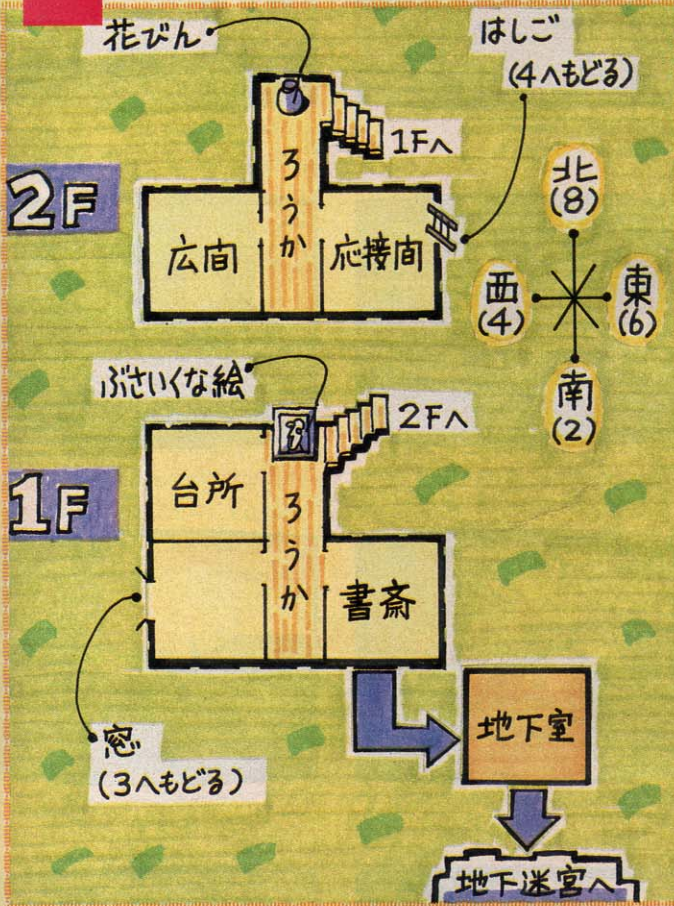 花びん
はしご
(4へもどる)
1Fへ
2F
ろうか
広間
応接間
北
(8)
西
(4)
東
(6)
南
(2)
ぶさいくな絵
2Fへ
1F
台所
ろうか
書斎
窓
(3へもどる)
地下室
地下迷宮へ